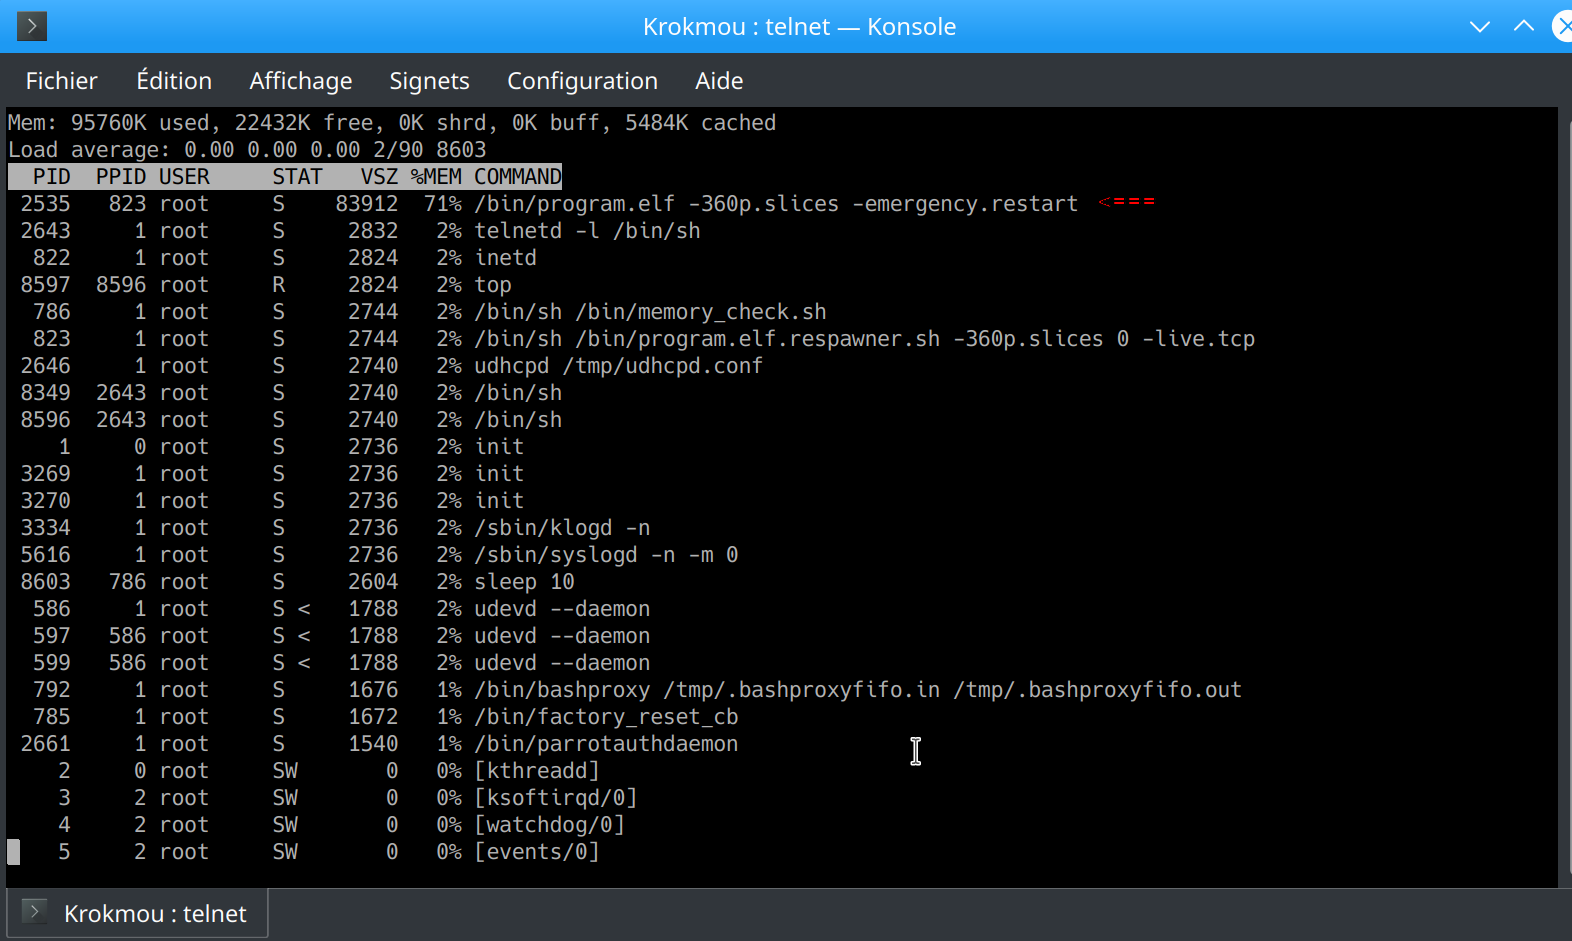 Krokmou : telnet — Konsole
Fichier Édition Affichage Signets Configuration Aide
Mem: 95760K used, 22432K free, 0K shrd, 0K buff, 5484K cached
Load average: 0.00 0.00 0.00 2/90 8603
  PID  PPID USER     STAT   VSZ %MEM COMMAND
 2535   823 root     S    83912  71% /bin/program.elf -360p.slices -emergency.restart <===
 2643     1 root     S     2832   2% telnetd -l /bin/sh
  822     1 root     S     2824   2% inetd
 8597  8596 root     R     2824   2% top
  786     1 root     S     2744   2% /bin/sh /bin/memory_check.sh
  823     1 root     S     2744   2% /bin/sh /bin/program.elf.respawner.sh -360p.slices 0 -live.tcp
 2646     1 root     S     2740   2% udhcpd /tmp/udhcpd.conf
 8349  2643 root     S     2740   2% /bin/sh
 8596  2643 root     S     2740   2% /bin/sh
    1     0 root     S     2736   2% init
 3269     1 root     S     2736   2% init
 3270     1 root     S     2736   2% init
 3334     1 root     S     2736   2% /sbin/klogd -n
 5616     1 root     S     2736   2% /sbin/syslogd -n -m 0
 8603   786 root     S     2604   2% sleep 10
  586     1 root     S <   1788   2% udevd --daemon
  597   586 root     S <   1788   2% udevd --daemon
  599   586 root     S <   1788   2% udevd --daemon
  792     1 root     S     1676   1% /bin/bashproxy /tmp/.bashproxyfifo.in /tmp/.bashproxyfifo.out
  785     1 root     S     1672   1% /bin/factory_reset_cb
 2661     1 root     S     1540   1% /bin/parrotauthdaemon
    2     0 root     SW       0   0% [kthreadd]
    3     2 root     SW       0   0% [ksoftirqd/0]
    4     2 root     SW       0   0% [watchdog/0]
    5     2 root     SW       0   0% [events/0]
Krokmou : telnet